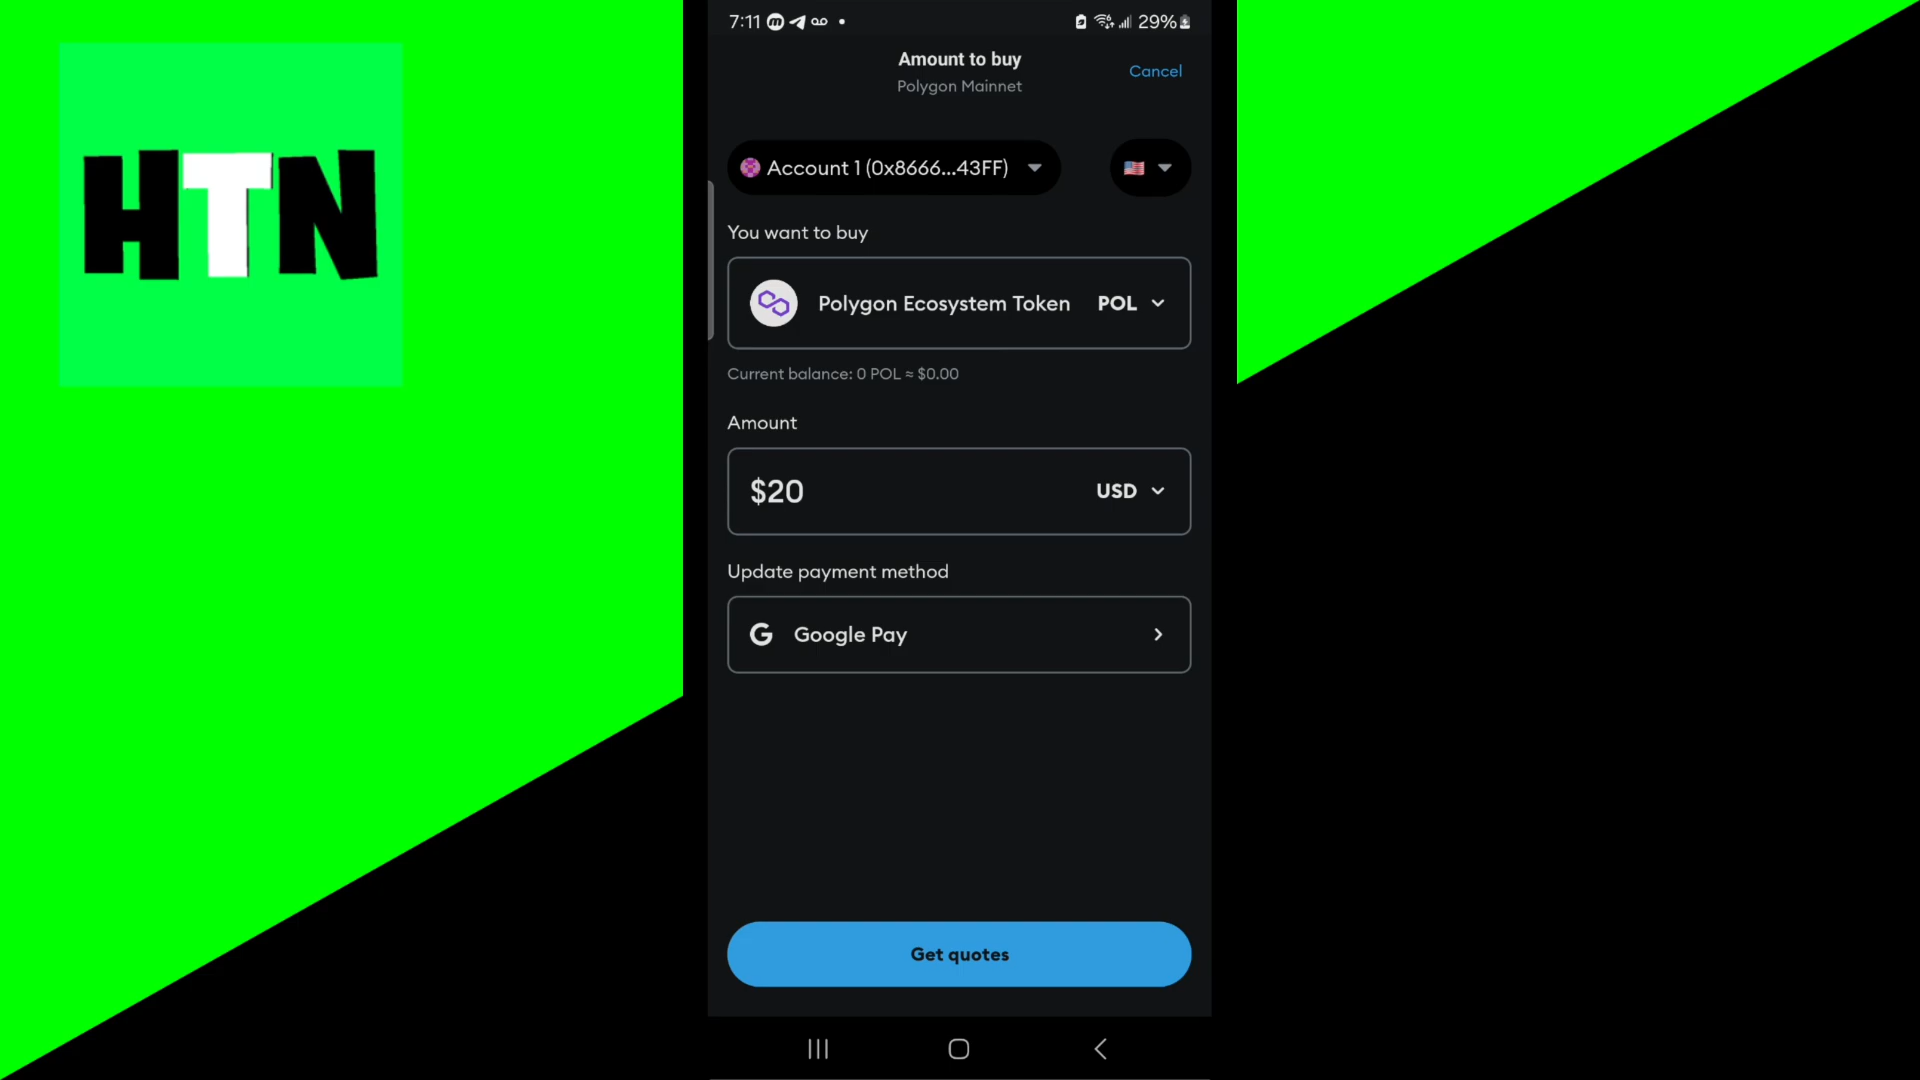 HTN
7:11
29%
Amount to buy
Polygon Mainnet
Cancel
Account 1 (0x8666...43FF)
You want to buy
Polygon Ecosystem Token POL
Current balance: 0 POL ≈ $0.00
Amount
$20 USD
Update payment method
G Google Pay
Get quotes